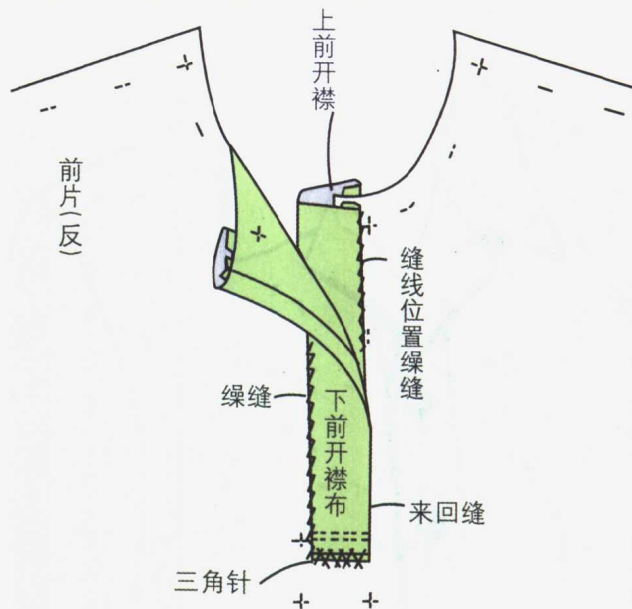 上前开襟
前片(反)
缝线位置缲缝
缲缝
下前开襟布
来回缝
三角针